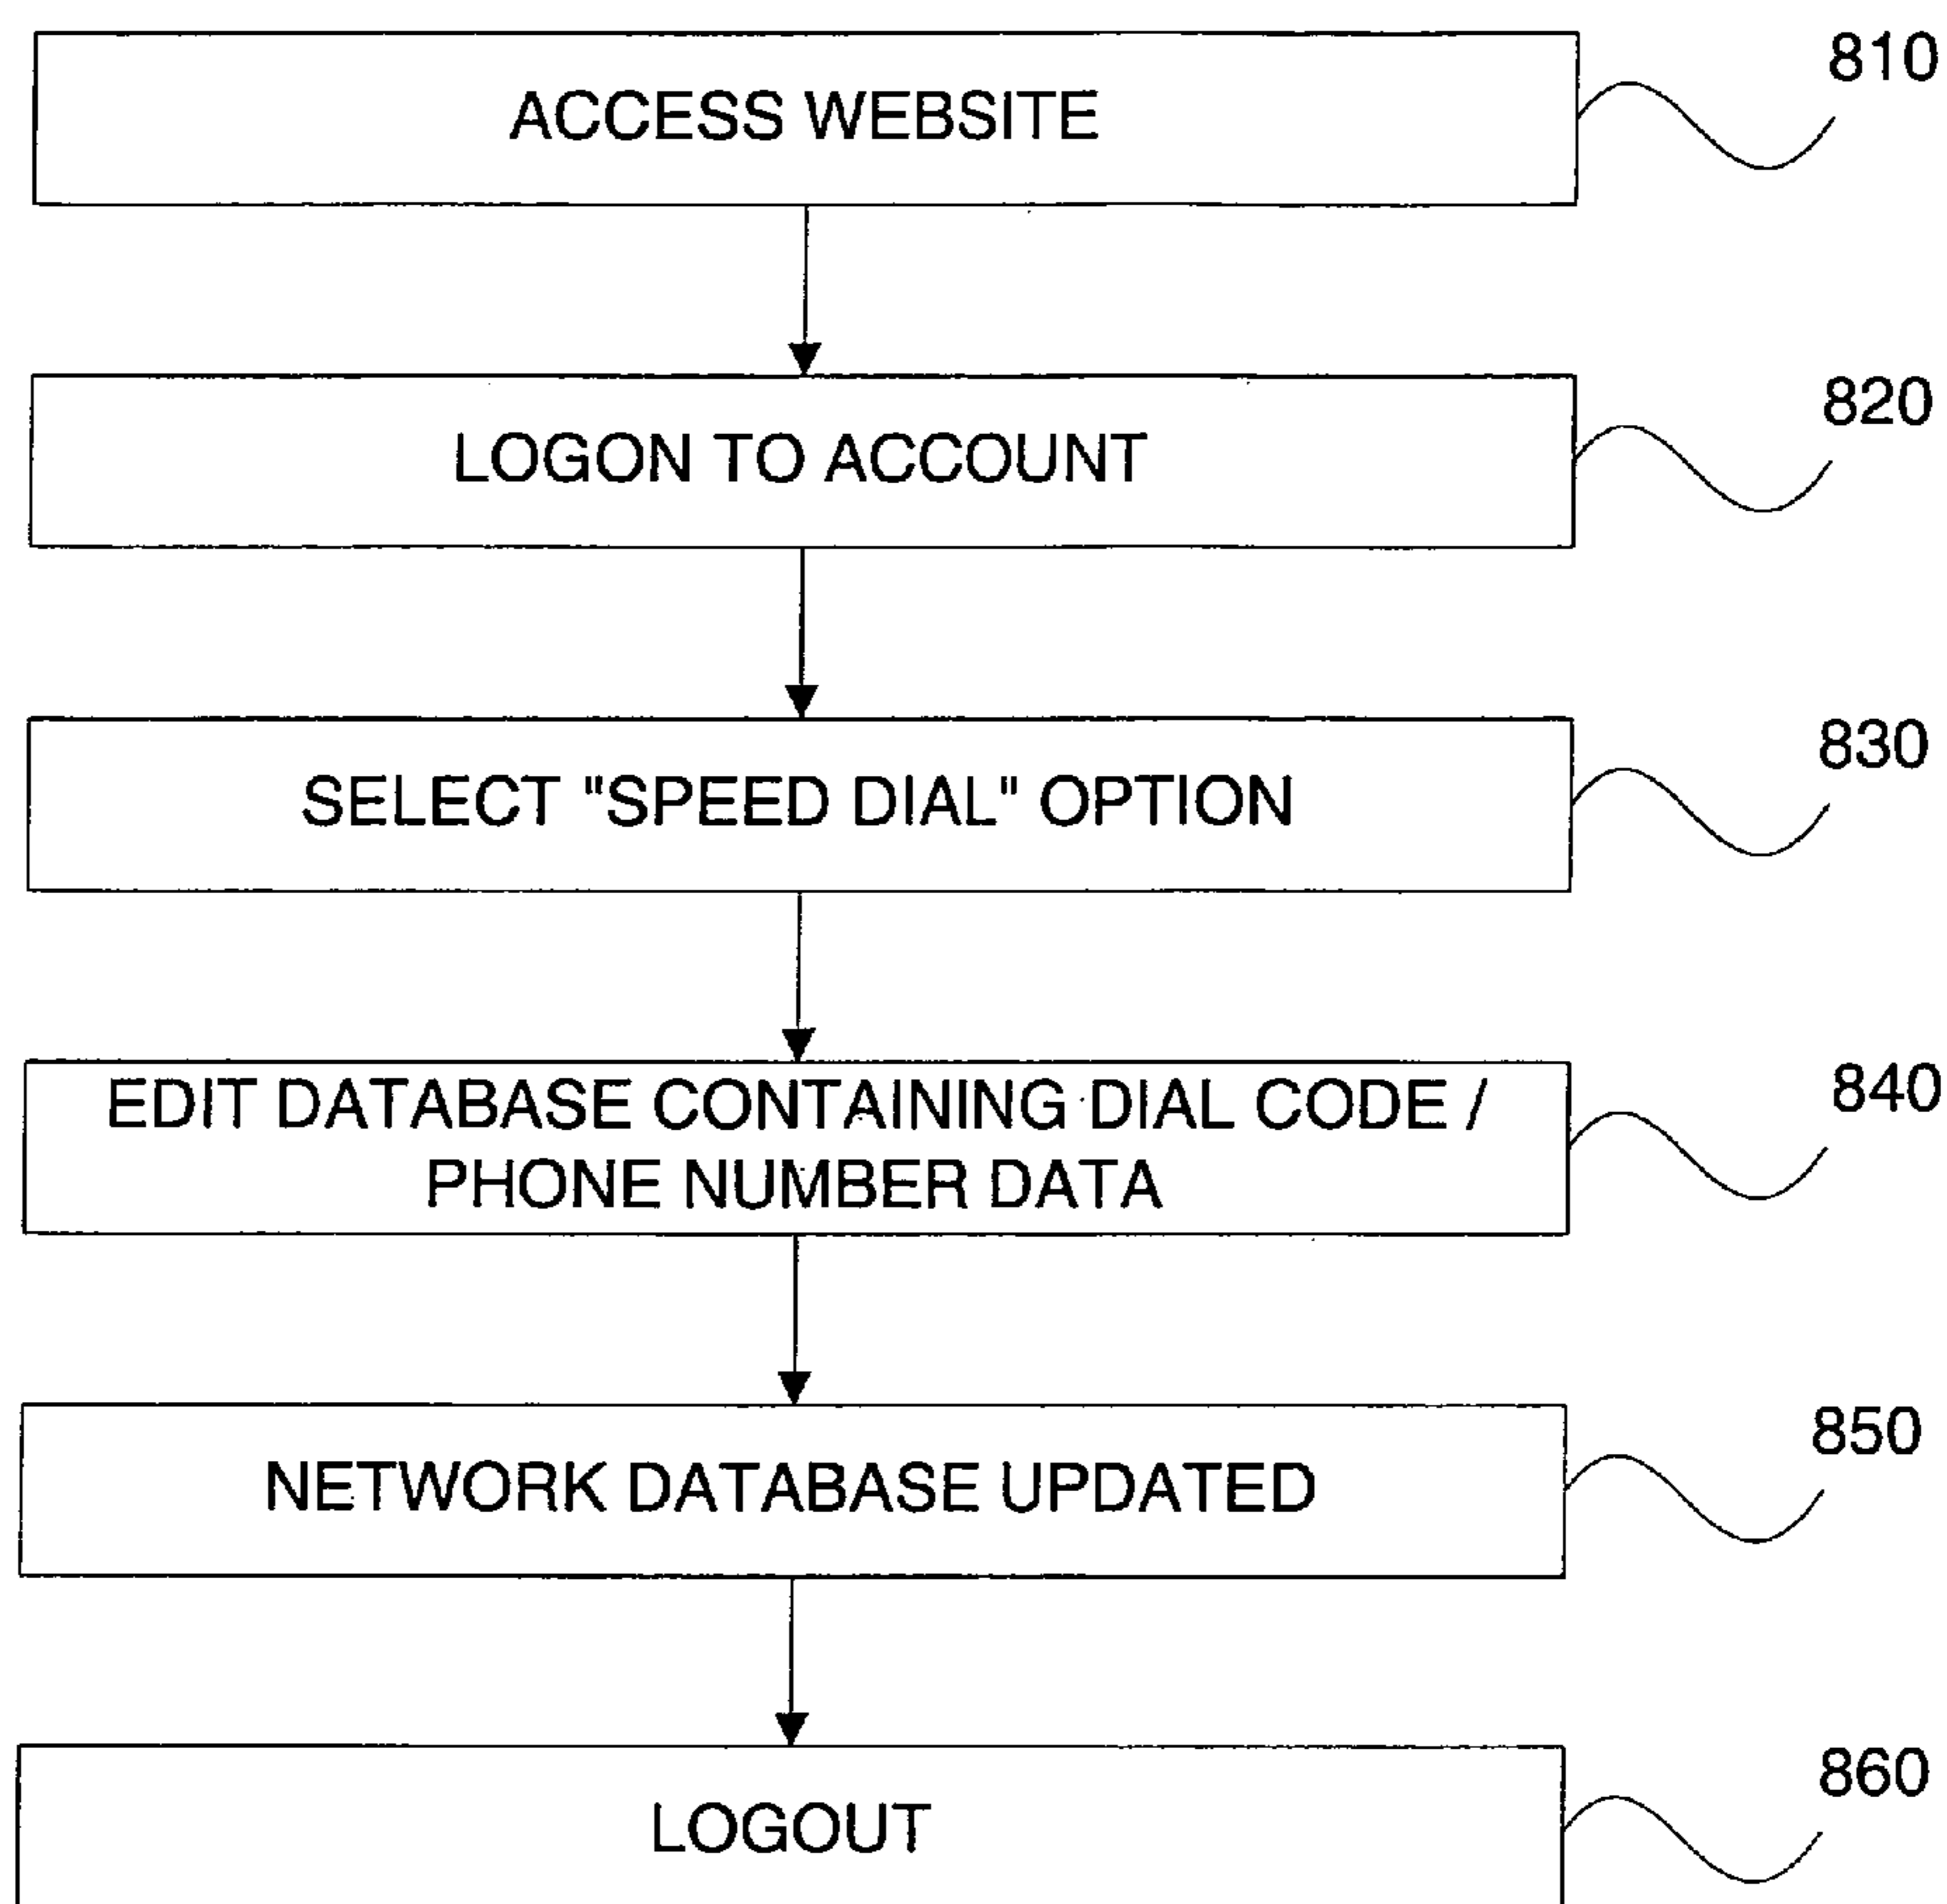 ACCESS WEBSITE
810
LOGON TO ACCOUNT
820
SELECT "SPEED DIAL" OPTION
830
EDIT DATABASE CONTAINING DIAL CODE /
PHONE NUMBER DATA
840
NETWORK DATABASE UPDATED
850
LOGOUT
860